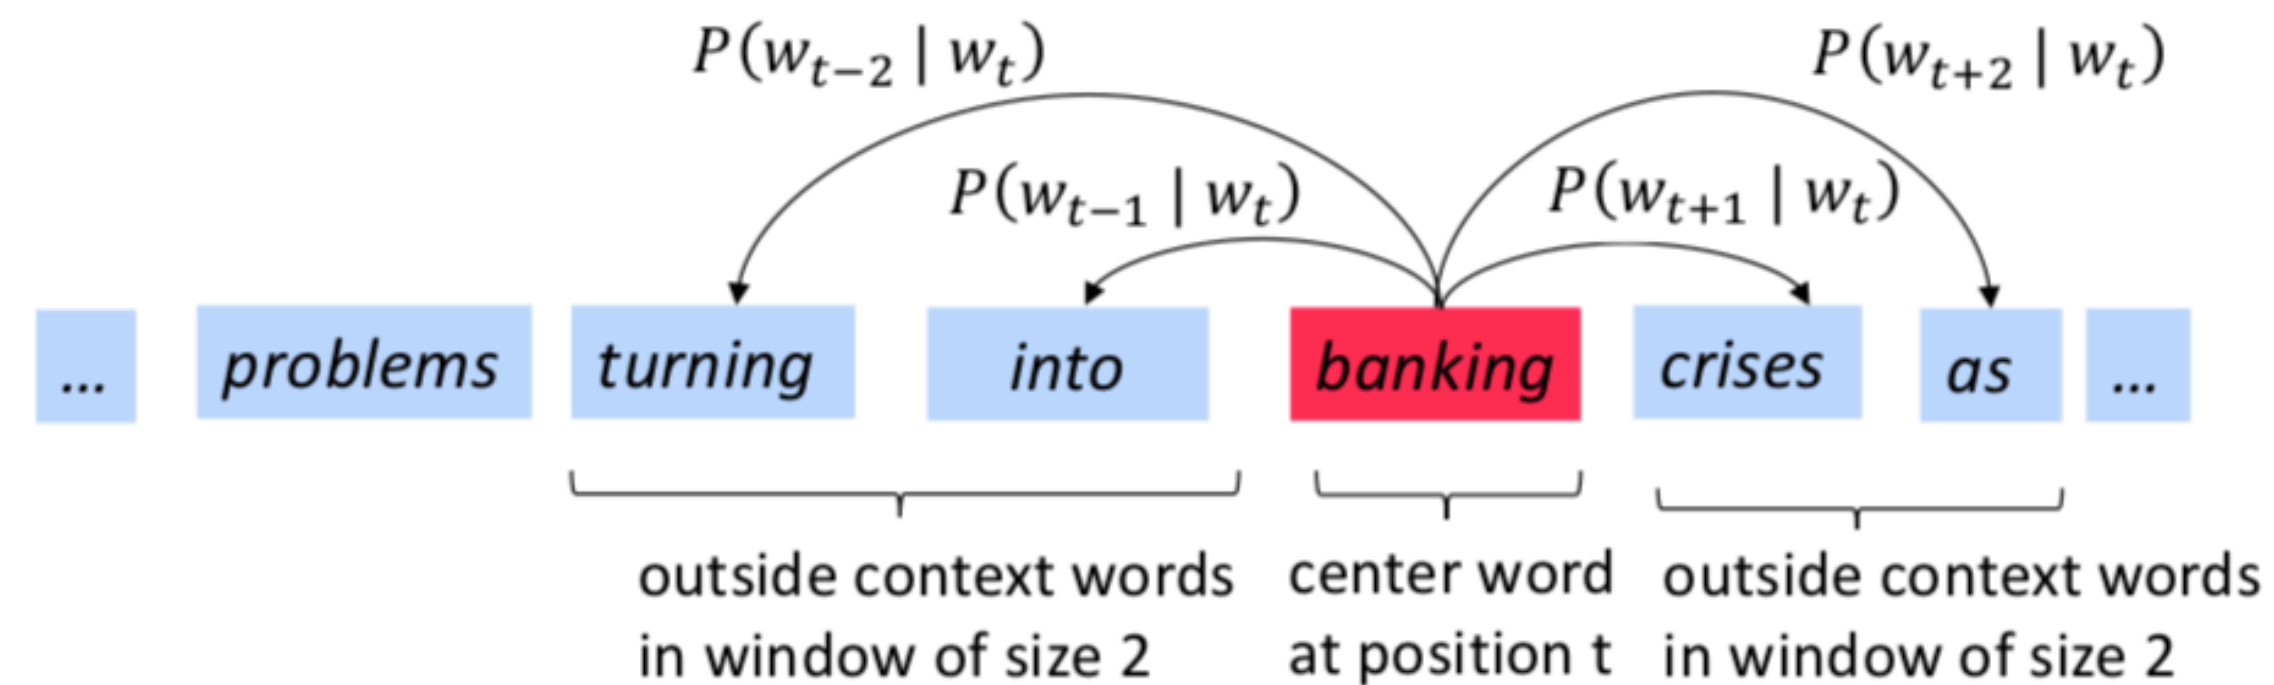 P(w_{t−2} | w_t)
P(w_{t+2} | w_t)
P(w_{t−1} | w_t)
P(w_{t+1} | w_t)
... problems turning into banking crises as ...
outside context words
in window of size 2
center word
at position t
outside context words
in window of size 2